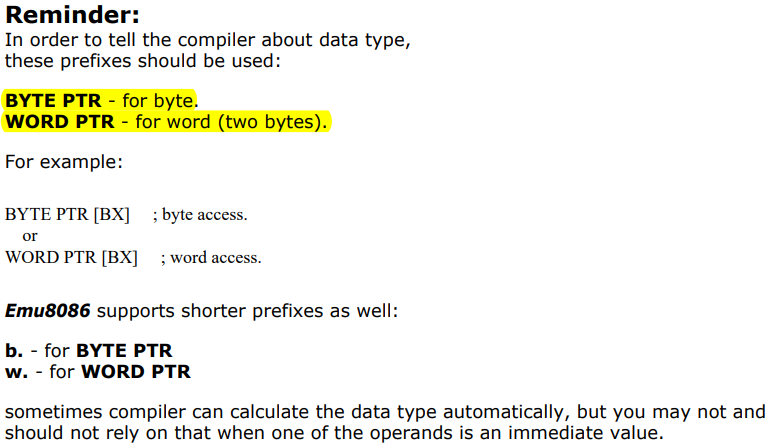 Reminder:
In order to tell the compiler about data type,
these prefixes should be used:
BYTE PTR - for byte.
WORD PTR - for word (two bytes).
For example:
BYTE PTR [BX] ; byte access.
or
WORD PTR [BX] ; word access.
Emu8086 supports shorter prefixes as well:
b. - for BYTE PTR
w. - for WORD PTR
sometimes compiler can calculate the data type automatically, but you may not and
should not rely on that when one of the operands is an immediate value.